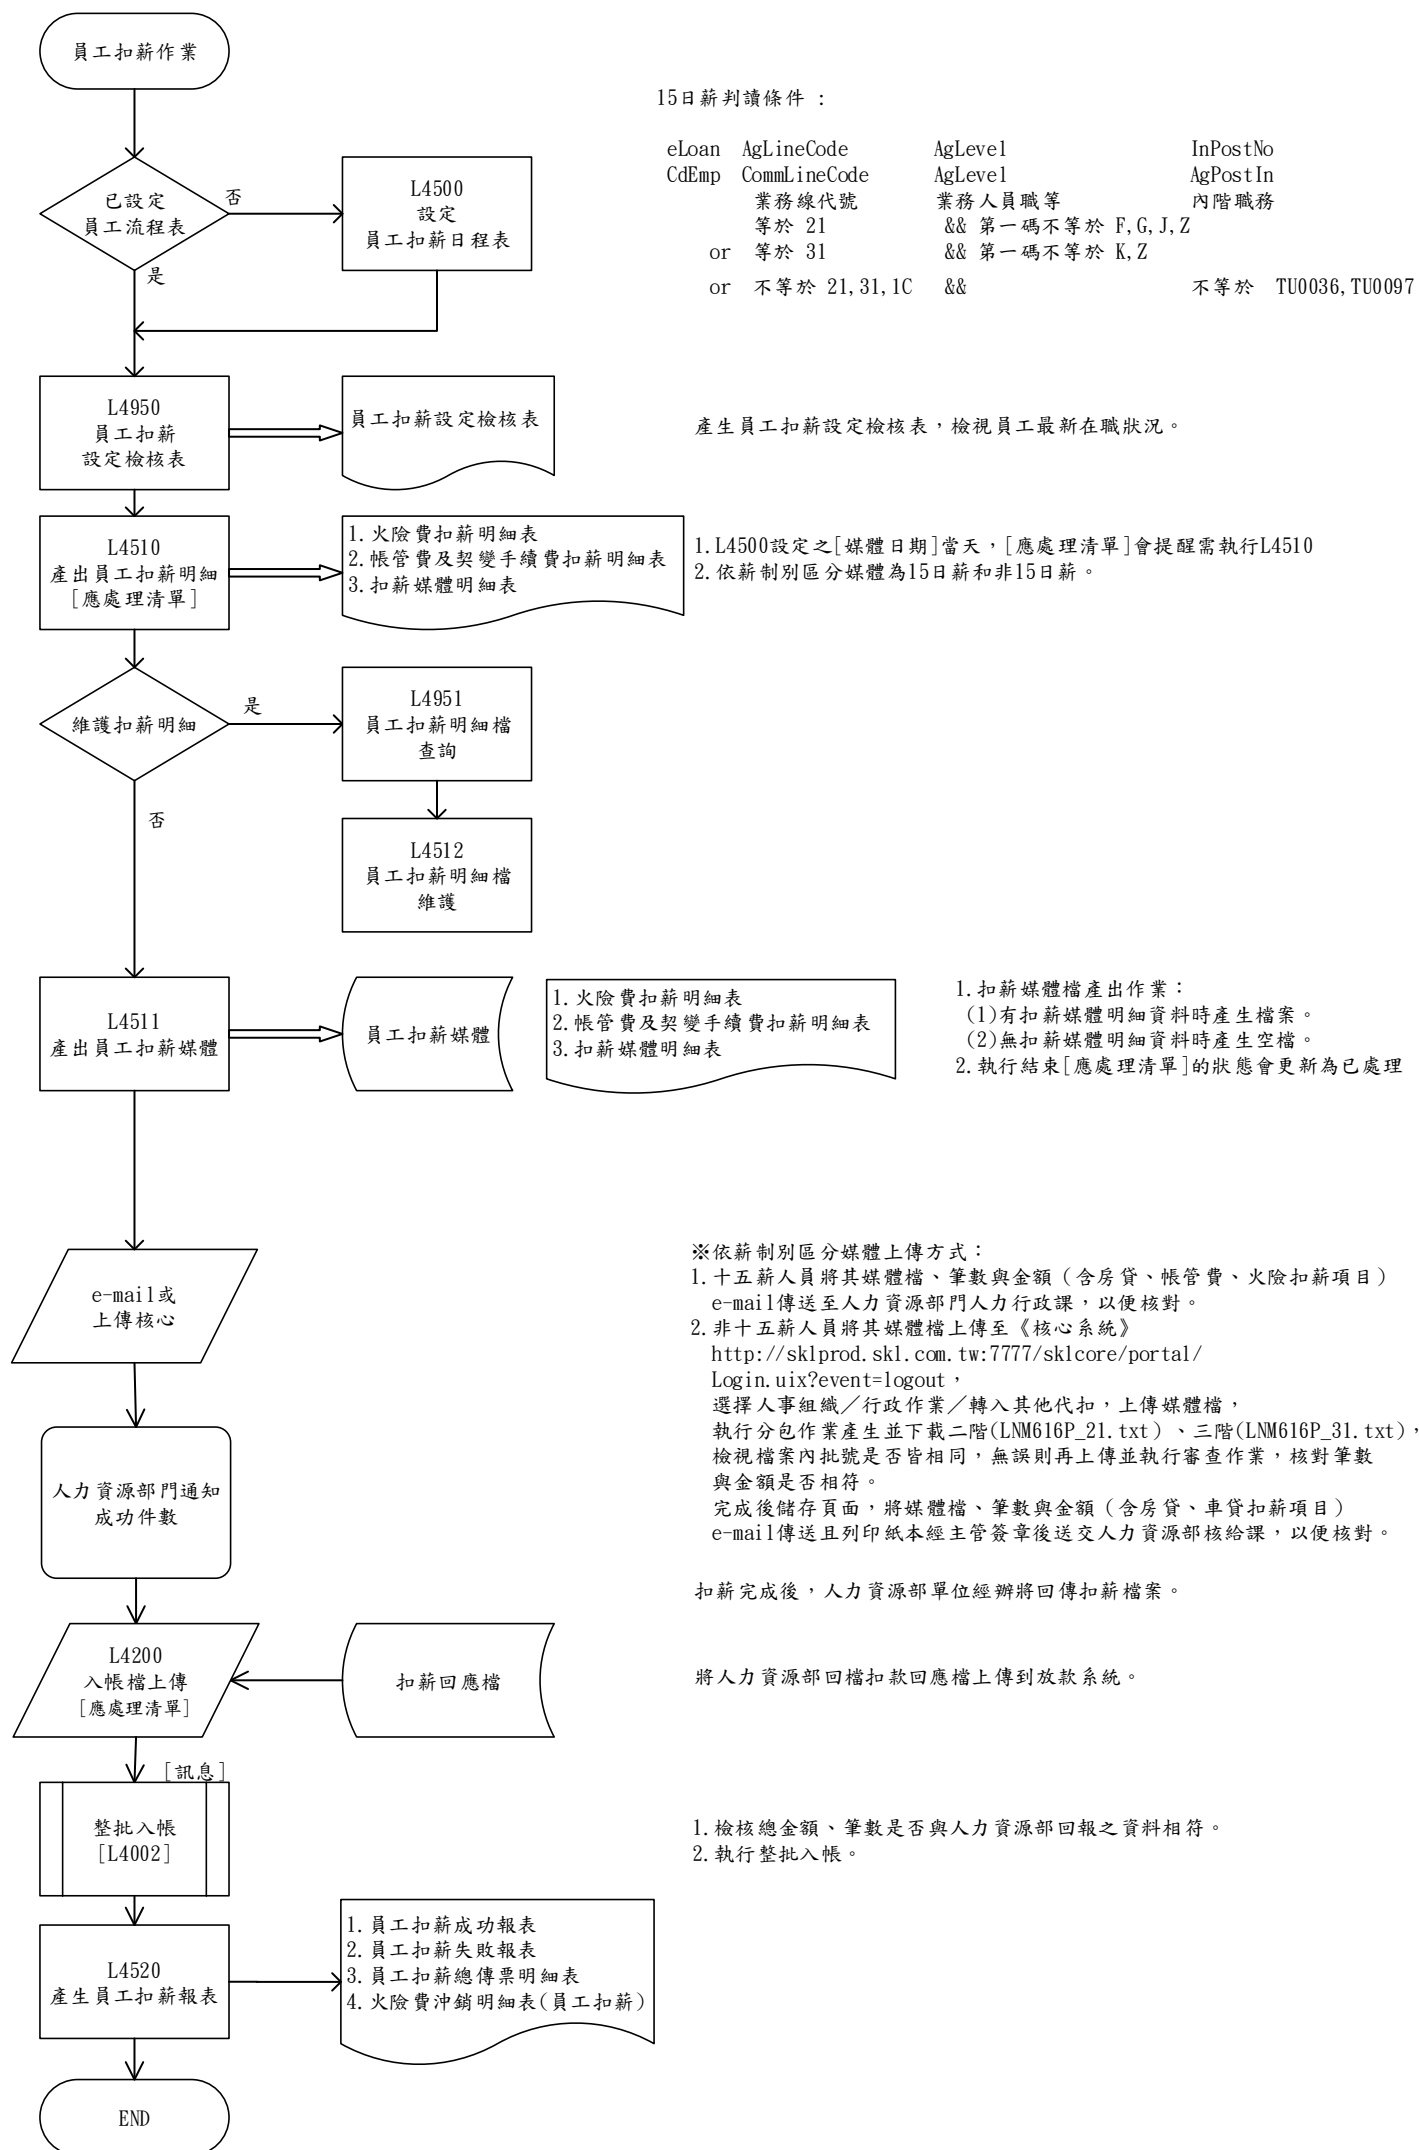 員工扣薪作業
15日薪判讀條件 :
eLoan AgLineCode AgLevel InPostNo
CdEmp CommLineCode AgLevel AgPostIn
業務線代號 業務人員職等 內階職務
等於 21 && 第一碼不等於 F,G,J,Z
or 等於 31 && 第一碼不等於 K,Z
or 不等於 21,31,1C && 不等於 TU0036,TU0097
已設定
員工流程表
否
是
L4500
設定
員工扣薪日程表
L4950
員工扣薪
設定檢核表
員工扣薪設定檢核表
產生員工扣薪設定檢核表，檢視員工最新在職狀況。
L4510
產出員工扣薪明細
[應處理清單]
1.火險費扣薪明細表
2.帳管費及契變手續費扣薪明細表
3.扣薪媒體明細表
1.L4500設定之[媒體日期]當天，[應處理清單]會提醒需執行L4510
2.依薪制別區分媒體為15日薪和非15日薪。
維護扣薪明細
是
否
L4951
員工扣薪明細檔
查詢
L4512
員工扣薪明細檔
維護
L4511
產出員工扣薪媒體
員工扣薪媒體
1.火險費扣薪明細表
2.帳管費及契變手續費扣薪明細表
3.扣薪媒體明細表
1.扣薪媒體檔產出作業：
(1)有扣薪媒體明細資料時產生檔案。
(2)無扣薪媒體明細資料時產生空檔。
2.執行結束[應處理清單]的狀態會更新為已處理
e-mail或
上傳核心
※依薪制別區分媒體上傳方式：
1.十五薪人員將其媒體檔、筆數與金額（含房貸、帳管費、火險扣薪項目）
e-mail傳送至人力資源部門人力行政課，以便核對。
2.非十五薪人員將其媒體檔上傳至《核心系統》
http://sklprod.skl.com.tw:7777/sklcore/portal/
Login.uix?event=logout，
選擇人事組織／行政作業／轉入其他代扣，上傳媒體檔，
執行分包作業產生並下載二階(LNM616P_21.txt)、三階(LNM616P_31.txt)，
檢視檔案內批號是否皆相同，無誤則再上傳並執行審查作業，核對筆數
與金額是否相符。
完成後儲存頁面，將媒體檔、筆數與金額（含房貸、車貸扣薪項目）
e-mail傳送且列印紙本經主管簽章後送交人力資源部核給課，以便核對。
人力資源部門通知
成功件數
扣薪完成後，人力資源部單位經辦將回傳扣薪檔案。
L4200
入帳檔上傳
[應處理清單]
扣薪回應檔
將人力資源部回檔扣款回應檔上傳到放款系統。
[訊息]
整批入帳
[L4002]
1.檢核總金額、筆數是否與人力資源部回報之資料相符。
2.執行整批入帳。
L4520
產生員工扣薪報表
1.員工扣薪成功報表
2.員工扣薪失敗報表
3.員工扣薪總傳票明細表
4.火險費沖銷明細表(員工扣薪)
END